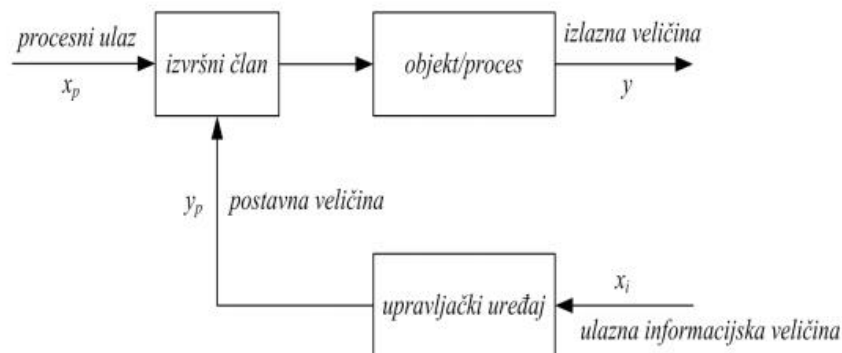 procesni ulaz
x_p
izvršni član
objekt/proces
izlazna veličina
y
y_p
postavna veličina
upravljački uređaj
x_i
ulazna informacijska veličina